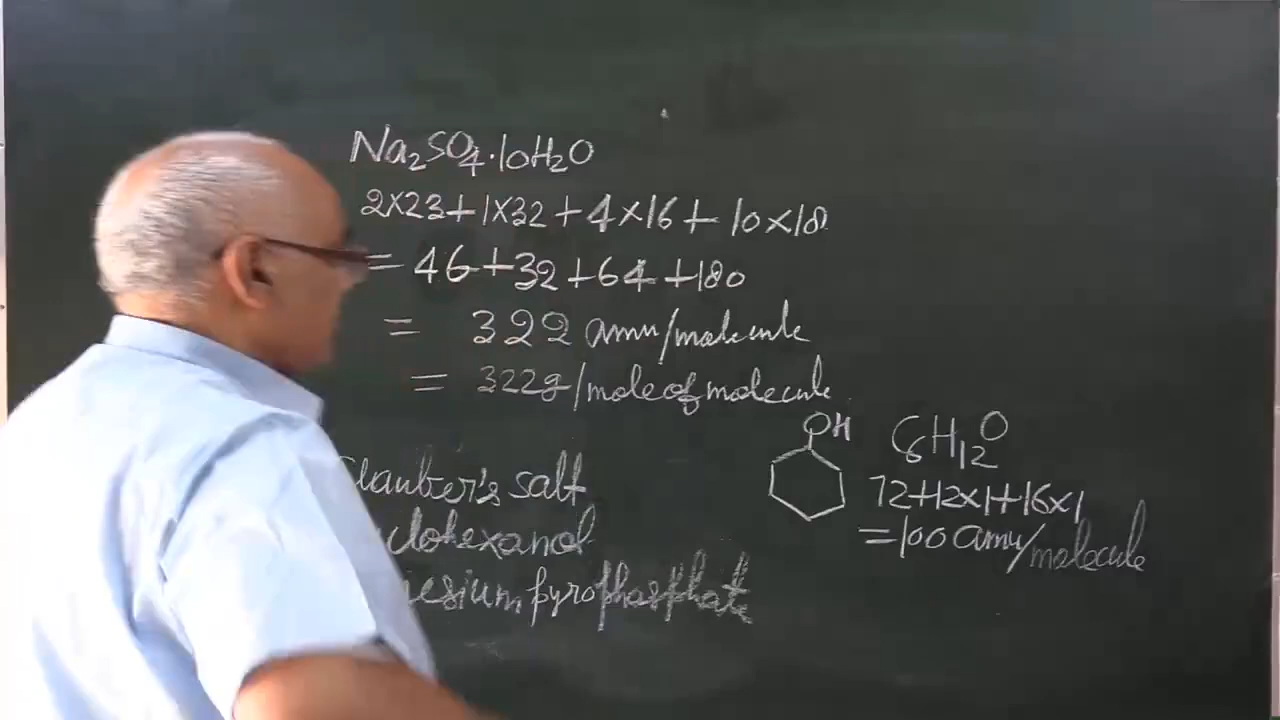 Na₂SO₄·10H₂O
2×23+1×32+4×16+10×18
=46+32+64+180
= 322 amu/molecule
= 322g/mole of molecule
OH
C6H12O
72+12×1+16×1
=100 amu/molecule
Glauber's salt
clohexanol
esium pyrophosphate